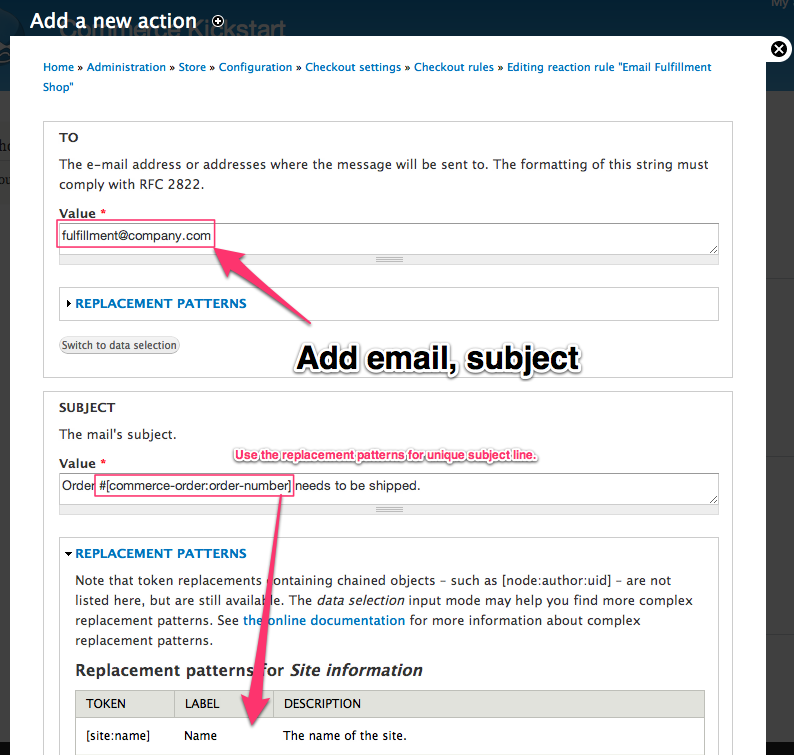 My
Add a new action
Commerce Kickstart
Home » Administration » Store » Configuration » Checkout settings » Checkout rules » Editing reaction rule "Email Fulfillment
Shop"
TO
The e-mail address or addresses where the message will be sent to. The formatting of this string must
comply with RFC 2822.
Value *
fulfillment@company.com
REPLACEMENT PATTERNS
Switch to data selection
Add email, subject
SUBJECT
The mail's subject.
Use the replacement patterns for unique subject line.
Value *
Order #[commerce-order:order-number] needs to be shipped.
REPLACEMENT PATTERNS
Note that token replacements containing chained objects – such as [node:author:uid] – are not
listed here, but are still available. The data selection input mode may help you find more complex
replacement patterns. See the online documentation for more information about complex
replacement patterns.
Replacement patterns for Site information
TOKEN LABEL DESCRIPTION
[site:name] Name The name of the site.